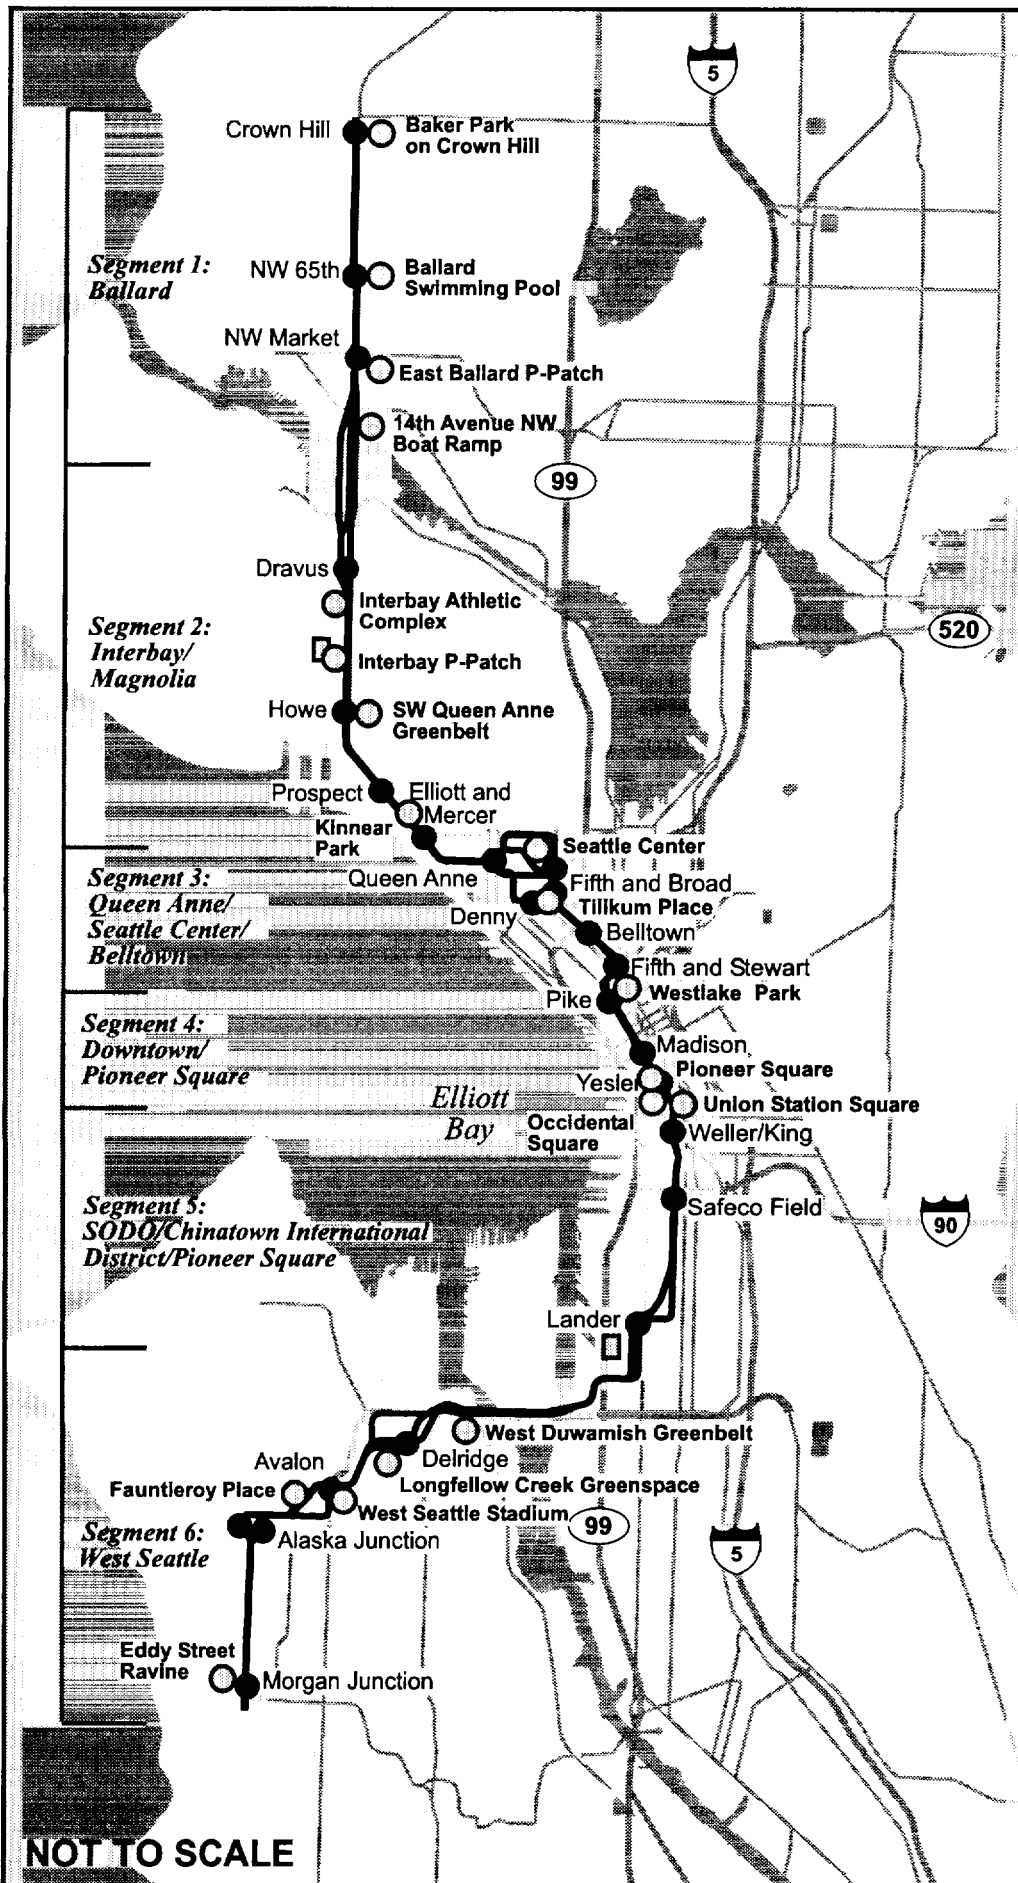 5
Crown Hill
Baker Park
on Crown Hill
Segment 1:
Ballard
NW 65th
Ballard
Swimming Pool
NW Market
East Ballard P-Patch
14th Avenue NW
Boat Ramp
99
Dravus
Interbay Athletic
Complex
Segment 2:
Interbay/
Magnolia
520
Interbay P-Patch
Howe
SW Queen Anne
Greenbelt
Prospect
Elliott and
Mercer
Kinnear
Park
Seattle Center
Queen Anne
Segment 3:
Queen Anne/
Seattle Center/
Belltown
Fifth and Broad
Tilikum Place
Denny
Belltown
Fifth and Stewart
Westlake Park
Pike
Segment 4:
Downtown/
Pioneer Square
Madison
Pioneer Square
Yesler
Elliott
Bay
Union Station Square
Occidental
Square
Weller/King
Segment 5:
SODO/Chinatown International
District/Pioneer Square
Safeco Field
90
Lander
West Duwamish Greenbelt
Avalon
Delridge
Fauntleroy Place
Longfellow Creek Greenspace
West Seattle Stadium
99
Segment 6:
West Seattle
Alaska Junction
5
Eddy Street
Ravine
Morgan Junction
NOT TO SCALE